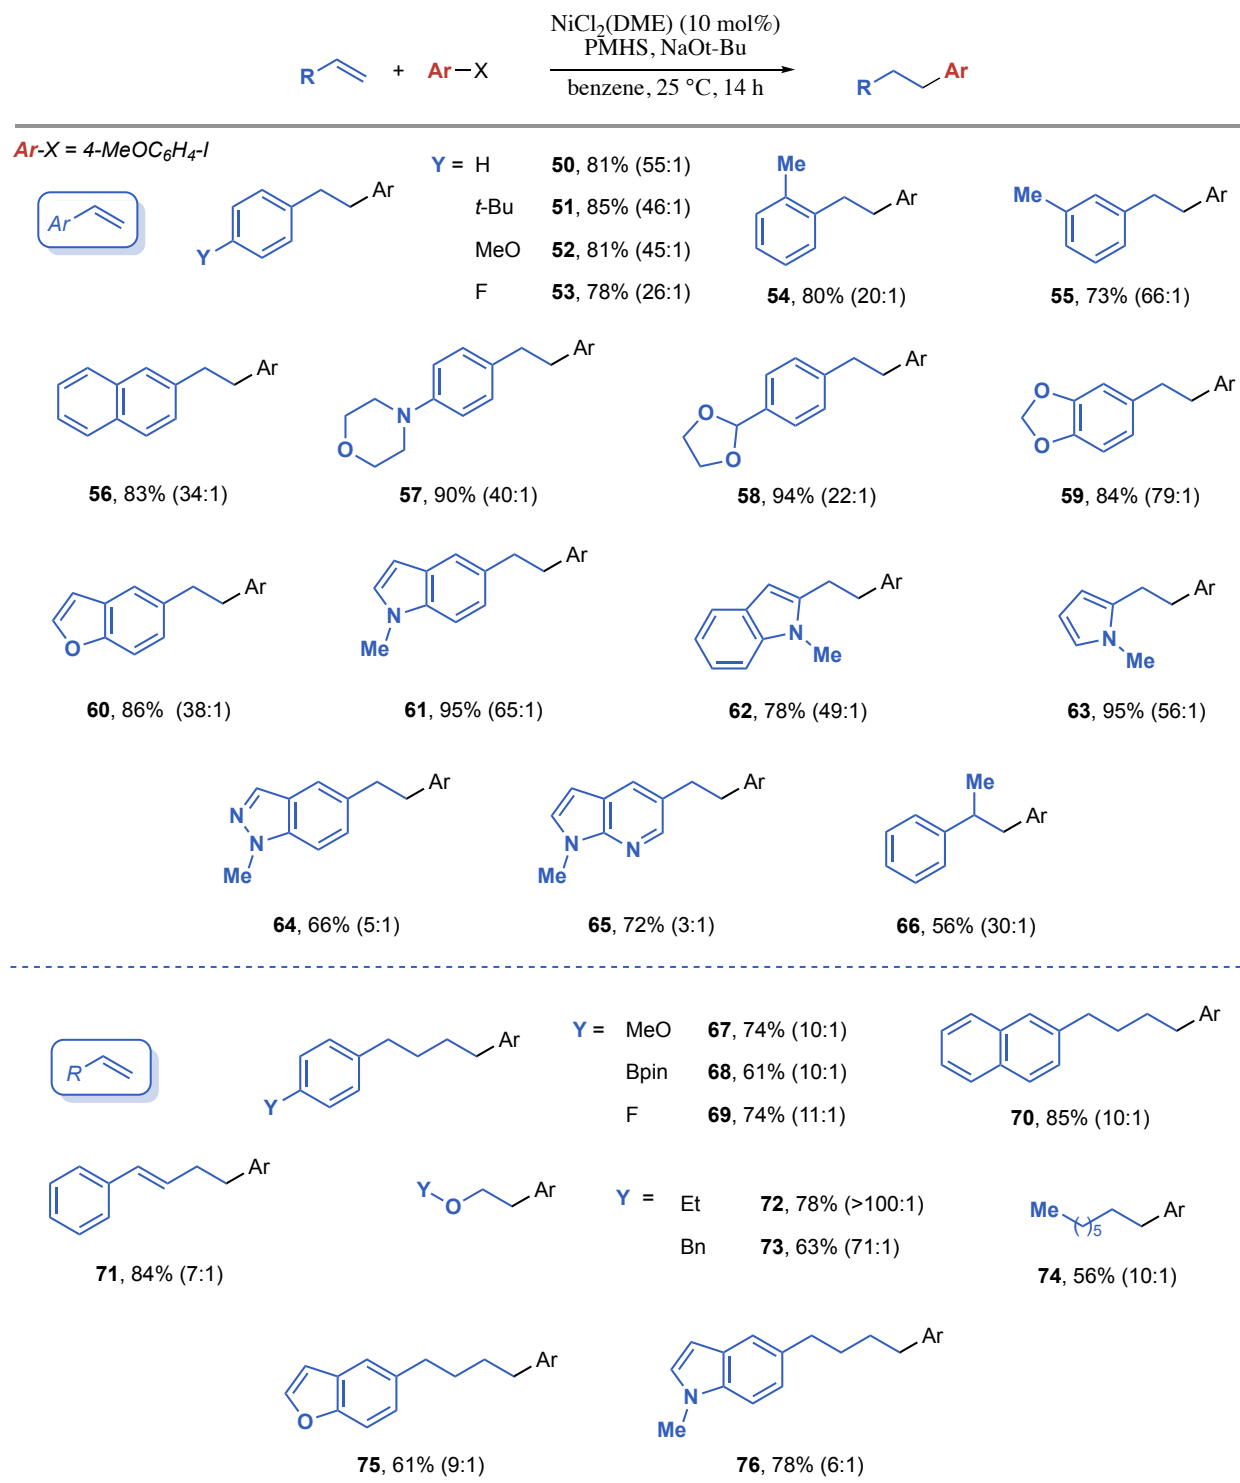 NiCl2(DME) (10 mol%)
PMHS, NaOt-Bu
R + Ar—X R Ar
benzene, 25 °C, 14 h
Ar-X = 4-MeOC6H4-I
Ar
Y Ar
Y = H 50, 81% (55:1)
t-Bu 51, 85% (46:1)
MeO 52, 81% (45:1)
F 53, 78% (26:1)
Me Ar
54, 80% (20:1)
Me Ar
55, 73% (66:1)
Ar
56, 83% (34:1)
O N Ar
57, 90% (40:1)
O O Ar
58, 94% (22:1)
O O Ar
59, 84% (79:1)
O Ar
60, 86% (38:1)
N Me Ar
61, 95% (65:1)
N Me Ar
62, 78% (49:1)
N Me Ar
63, 95% (56:1)
N N Me Ar
64, 66% (5:1)
N Me N Ar
65, 72% (3:1)
Me Ar
66, 56% (30:1)
R
Y Ar
Y = MeO 67, 74% (10:1)
Bpin 68, 61% (10:1)
F 69, 74% (11:1)
Ar
70, 85% (10:1)
Ar
71, 84% (7:1)
Y O Ar
Y = Et 72, 78% (>100:1)
Bn 73, 63% (71:1)
Me ( )5 Ar
74, 56% (10:1)
O Ar
75, 61% (9:1)
N Me Ar
76, 78% (6:1)